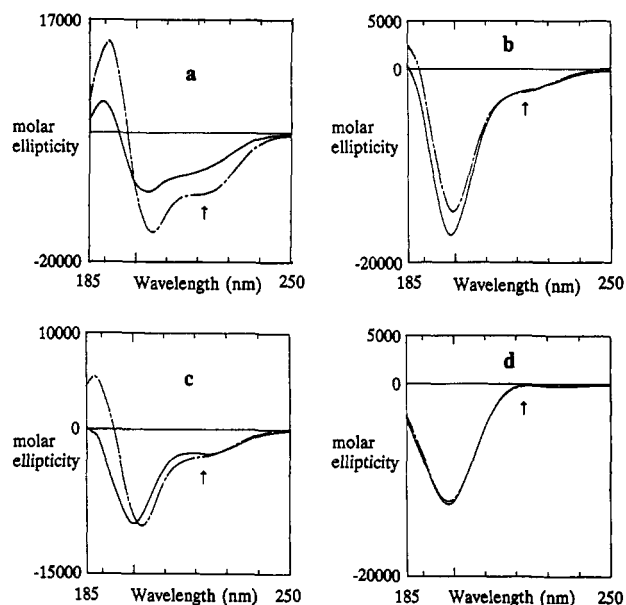 17000
a
molar
ellipticity
↑
-20000
185 Wavelength (nm) 250
5000
b
0
molar
ellipticity
↑
-20000
185 Wavelength (nm) 250
10000
c
0
molar
ellipticity
↑
-15000
185 Wavelength (nm) 250
5000
d
0
molar
ellipticity
↑
-20000
185 Wavelength (nm) 250